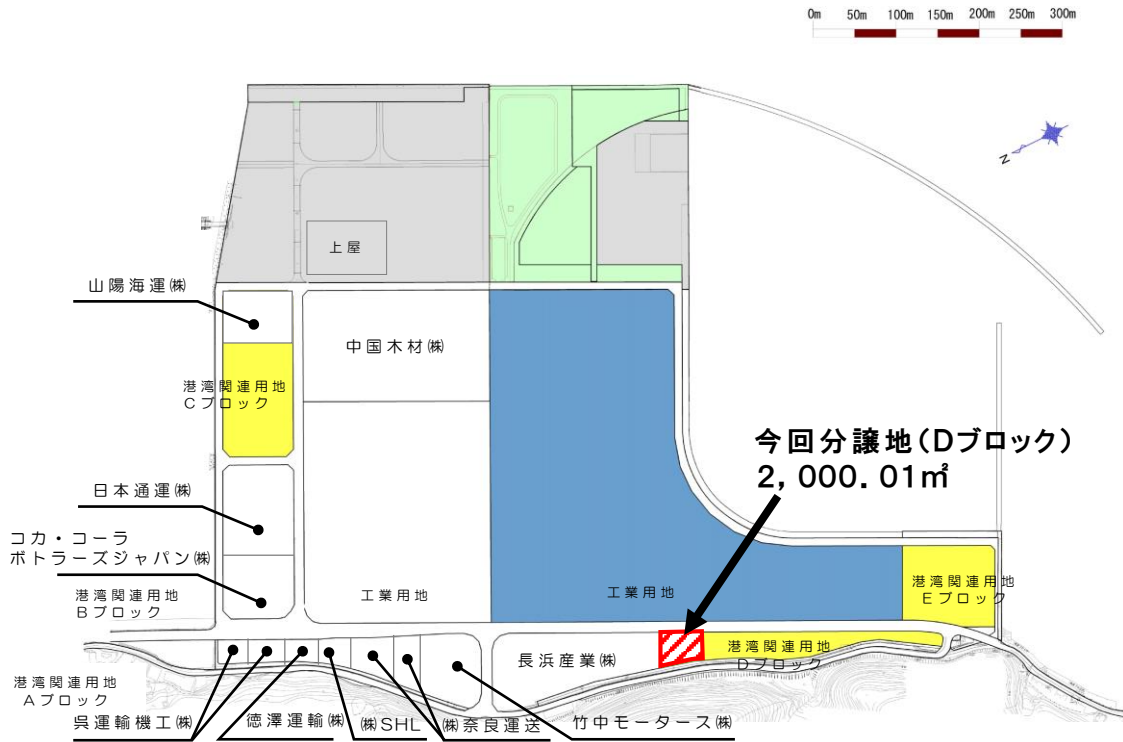 0m 50m 100m 150m 200m 250m 300m
N
上屋
山陽海運㈱
中国木材㈱
港湾関連用地
Cブロック
今回分譲地(Dブロック)
2,000.01㎡
日本通運㈱
コカ・コーラ
ボトラーズジャパン㈱
港湾関連用地
Bブロック
工業用地
工業用地
港湾関連用地
Eブロック
長浜産業㈱
港湾関連用地
Dブロック
港湾関連用地
Aブロック
呉運輸機工㈱
徳澤運輸㈱
㈱SHL
㈱奈良運送
竹中モータース㈱